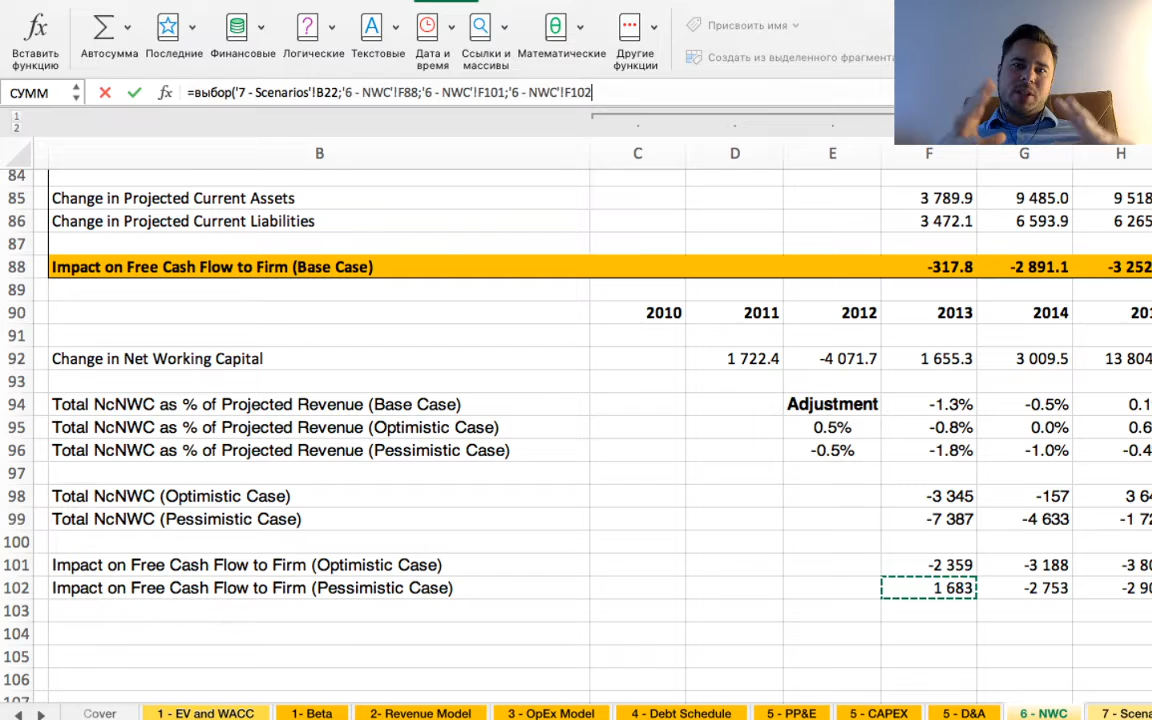 Вставить функцию
Автосумма
Последние
Финансовые
Логические
Текстовые
Дата и время
Ссылки и массивы
Математические
Другие функции
Присвоить имя
Создать из выделенного фрагмента
СУММ
fx
=выбор('7 - Scenarios'!B22;'6 - NWC'!F88;'6 - NWC'!F101;'6 - NWC'!F102
1
2
B C D E F G H
84
85 Change in Projected Current Assets 3 789.9 9 485.0 9 518
86 Change in Projected Current Liabilities 3 472.1 6 593.9 6 265
87
88 Impact on Free Cash Flow to Firm (Base Case) -317.8 -2 891.1 -3 252
89
90 2010 2011 2012 2013 2014 201
91
92 Change in Net Working Capital 1 722.4 -4 071.7 1 655.3 3 009.5 13 804
93
94 Total NcNWC as % of Projected Revenue (Base Case) Adjustment -1.3% -0.5% 0.1
95 Total NcNWC as % of Projected Revenue (Optimistic Case) 0.5% -0.8% 0.0% 0.6
96 Total NcNWC as % of Projected Revenue (Pessimistic Case) -0.5% -1.8% -1.0% -0.4
97
98 Total NcNWC (Optimistic Case) -3 345 -157 3 64
99 Total NcNWC (Pessimistic Case) -7 387 -4 633 -1 72
100
101 Impact on Free Cash Flow to Firm (Optimistic Case) -2 359 -3 188 -3 80
102 Impact on Free Cash Flow to Firm (Pessimistic Case) 1 683 -2 753 -2 90
103
104
105
106
107
Cover 1 - EV and WACC 1- Beta 2- Revenue Model 3 - OpEx Model 4 - Debt Schedule 5 - PP&E 5 - CAPEX 5 - D&A 6 - NWC 7 - Scena